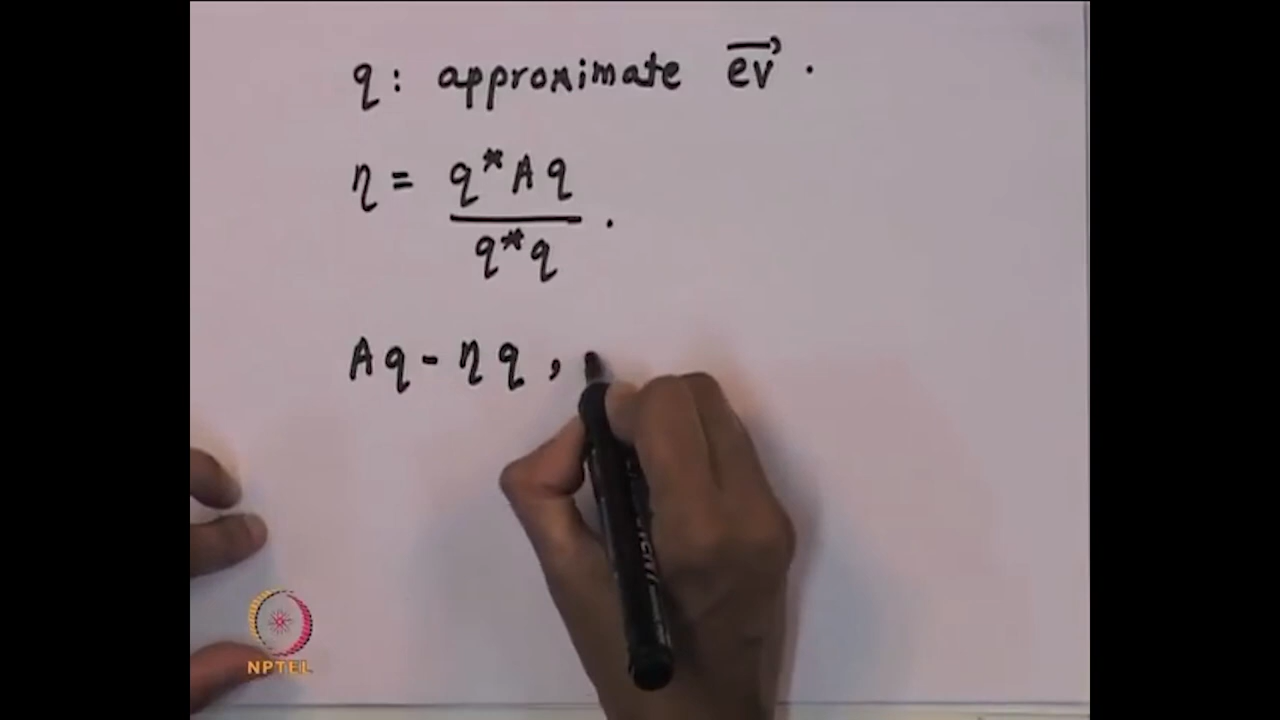 q : approximate ev⃗ .
η = q*Aq / q*q .
Aq - ηq ,
NPTEL